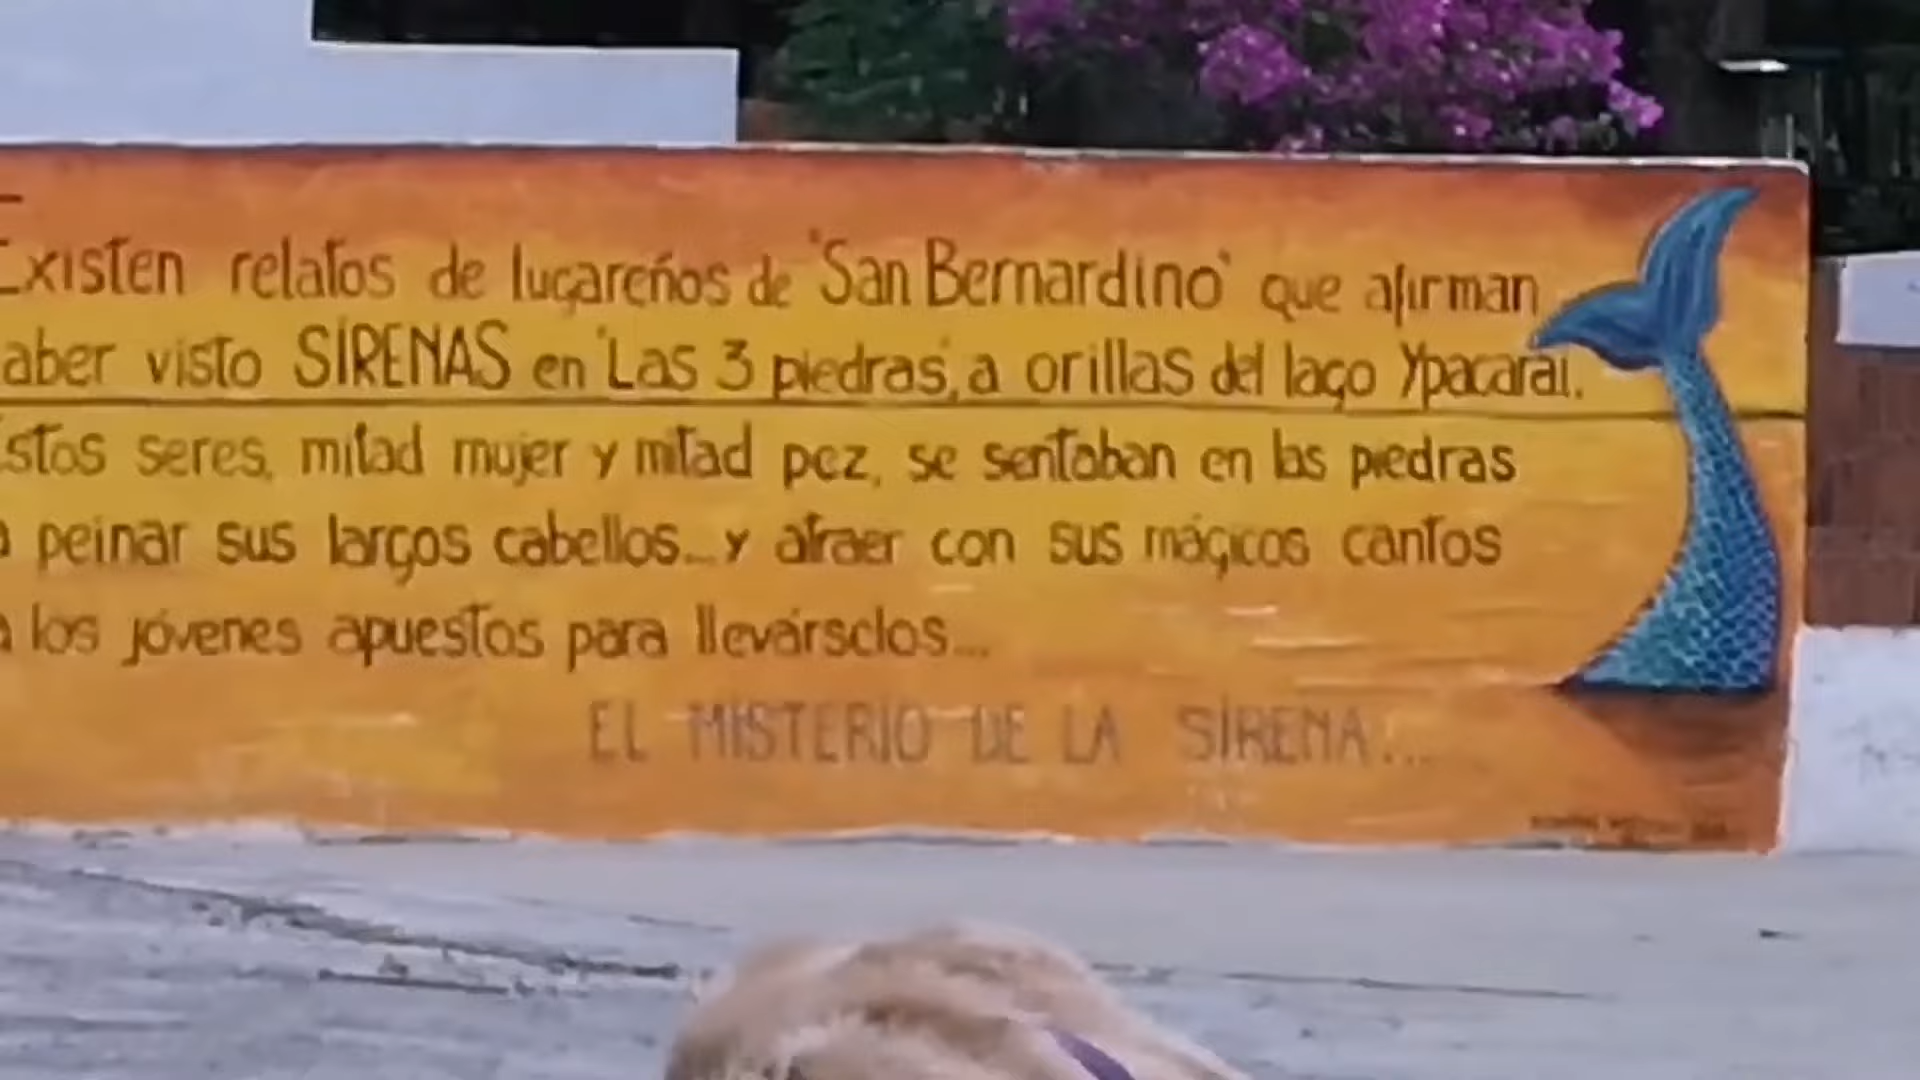 Existen relatos de lugareños de "San Bernardino" que afirman
aber visto SIRENAS en "Las 3 piedras", a orillas del lago Ypacaraí.
Estos seres, mitad mujer y mitad pez, se sentaban en las piedras
a peinar sus largos cabellos... y atraer con sus mágicos cantos
a los jóvenes apuestos para llevárselos...
EL MISTERIO DE LA SIRENA...